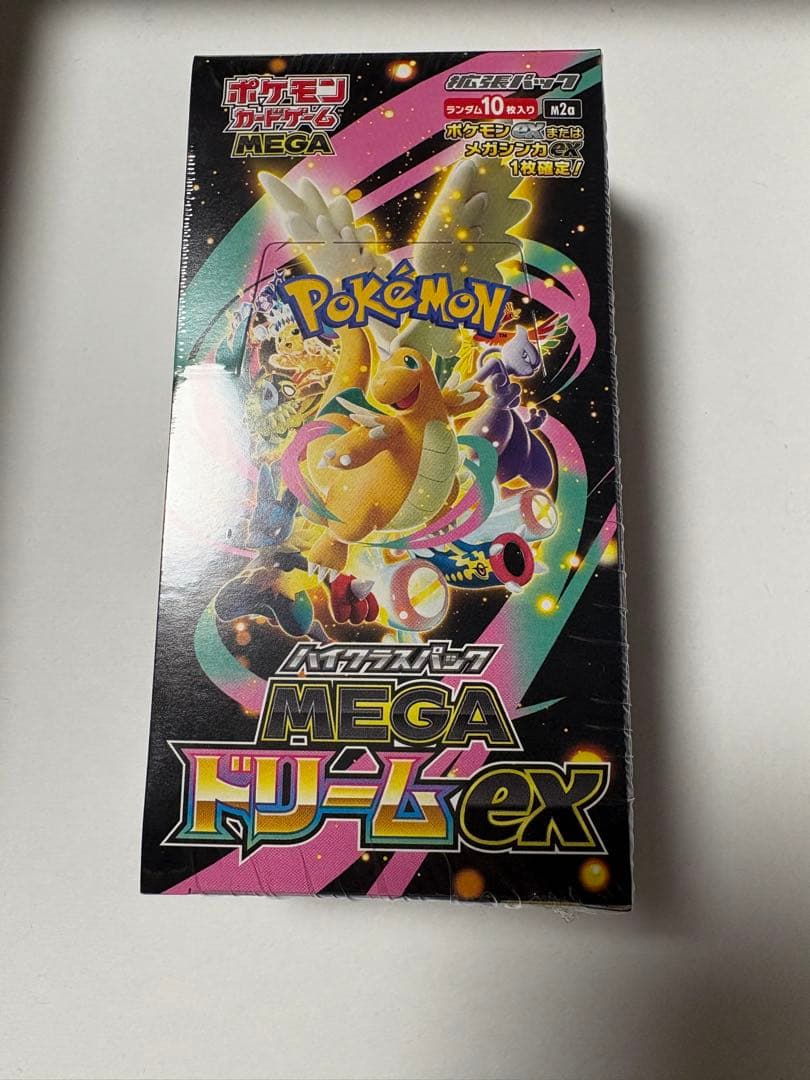 ポケモン
カードゲーム
MEGA
拡張パック
ランダム10枚入り M2a
ポケモンexまたは
メガシンカex
1枚確定!
POKéMON
TM
ハイクラスパック
MEGA
ドリームex